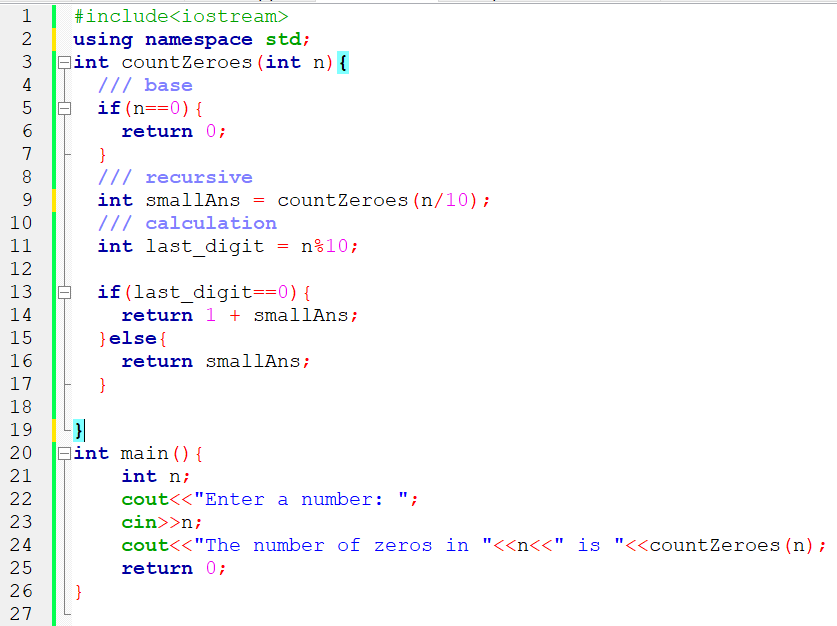 1 #include<iostream>
2 using namespace std;
3 int countZeroes(int n){
4 /// base
5 if(n==0){
6 return 0;
7 }
8 /// recursive
9 int smallAns = countZeroes(n/10);
10 /// calculation
11 int last_digit = n%10;
12
13 if(last_digit==0){
14 return 1 + smallAns;
15 }else{
16 return smallAns;
17 }
18
19 }
20 int main(){
21 int n;
22 cout<<"Enter a number: ";
23 cin>>n;
24 cout<<"The number of zeros in "<<n<<" is "<<countZeroes(n);
25 return 0;
26 }
27